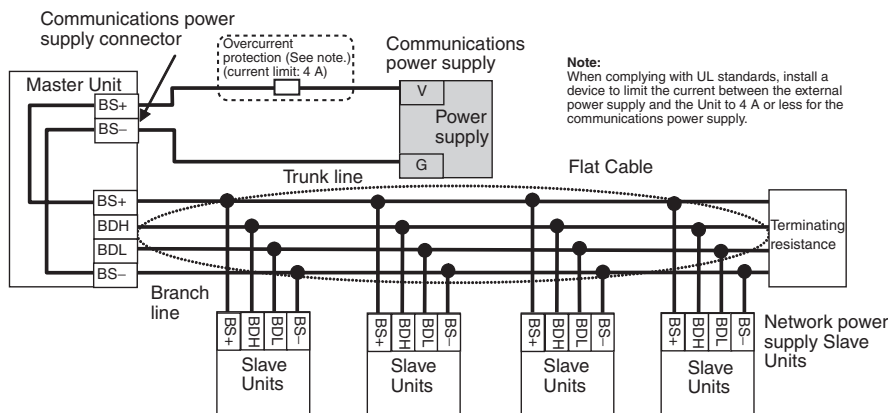 Communications power
supply connector
Overcurrent
protection (See note.)
(current limit: 4 A)
Communications
power supply
Note:
When complying with UL standards, install a
device to limit the current between the external
power supply and the Unit to 4 A or less for the
communications power supply.
Master Unit
BS+
BS–
V
Power
supply
G
Trunk line
Flat Cable
BS+
BDH
BDL
BS–
Terminating
resistance
Branch
line
BS+
BDH
BDL
BS–
Slave
Units
BS+
BDH
BDL
BS–
Slave
Units
BS+
BDH
BDL
BS–
Slave
Units
BS+
BDH
BDL
BS–
Slave
Units
Network power
supply Slave
Units